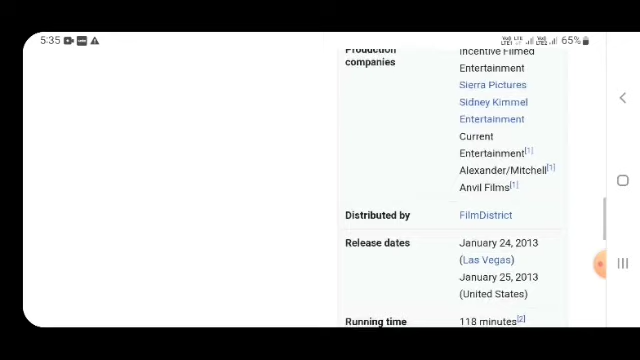 5:35
65%
Production Incentive Filmed
companies Entertainment
Sierra Pictures
Sidney Kimmel
Entertainment
Current
Entertainment[1]
Alexander/Mitchell[1]
Anvil Films[1]
Distributed by FilmDistrict
Release dates January 24, 2013
(Las Vegas)
January 25, 2013
(United States)
Running time 118 minutes[2]